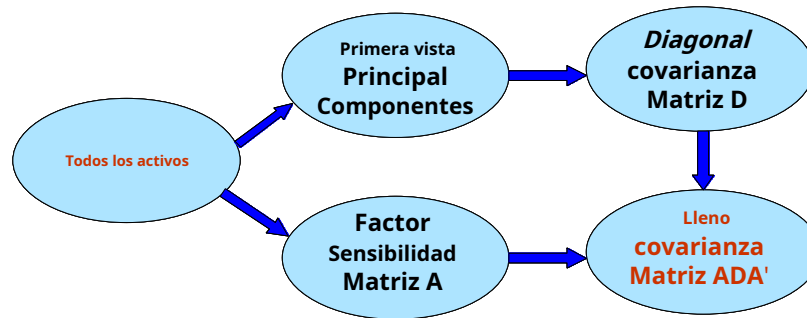 Todos los activos
Primera vista
Principal
Componentes
Diagonal
covarianza
Matriz D
Factor
Sensibilidad
Matriz A
Lleno
covarianza
Matriz ADA'